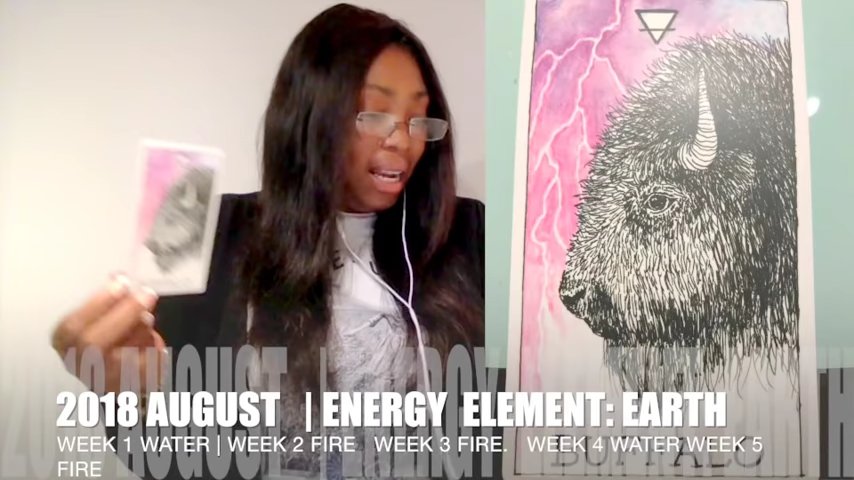 2018 AUGUST | ENERGY ELEMENT: EARTH
WEEK 1 WATER | WEEK 2 FIRE WEEK 3 FIRE. WEEK 4 WATER WEEK 5
FIRE
BUFFALO